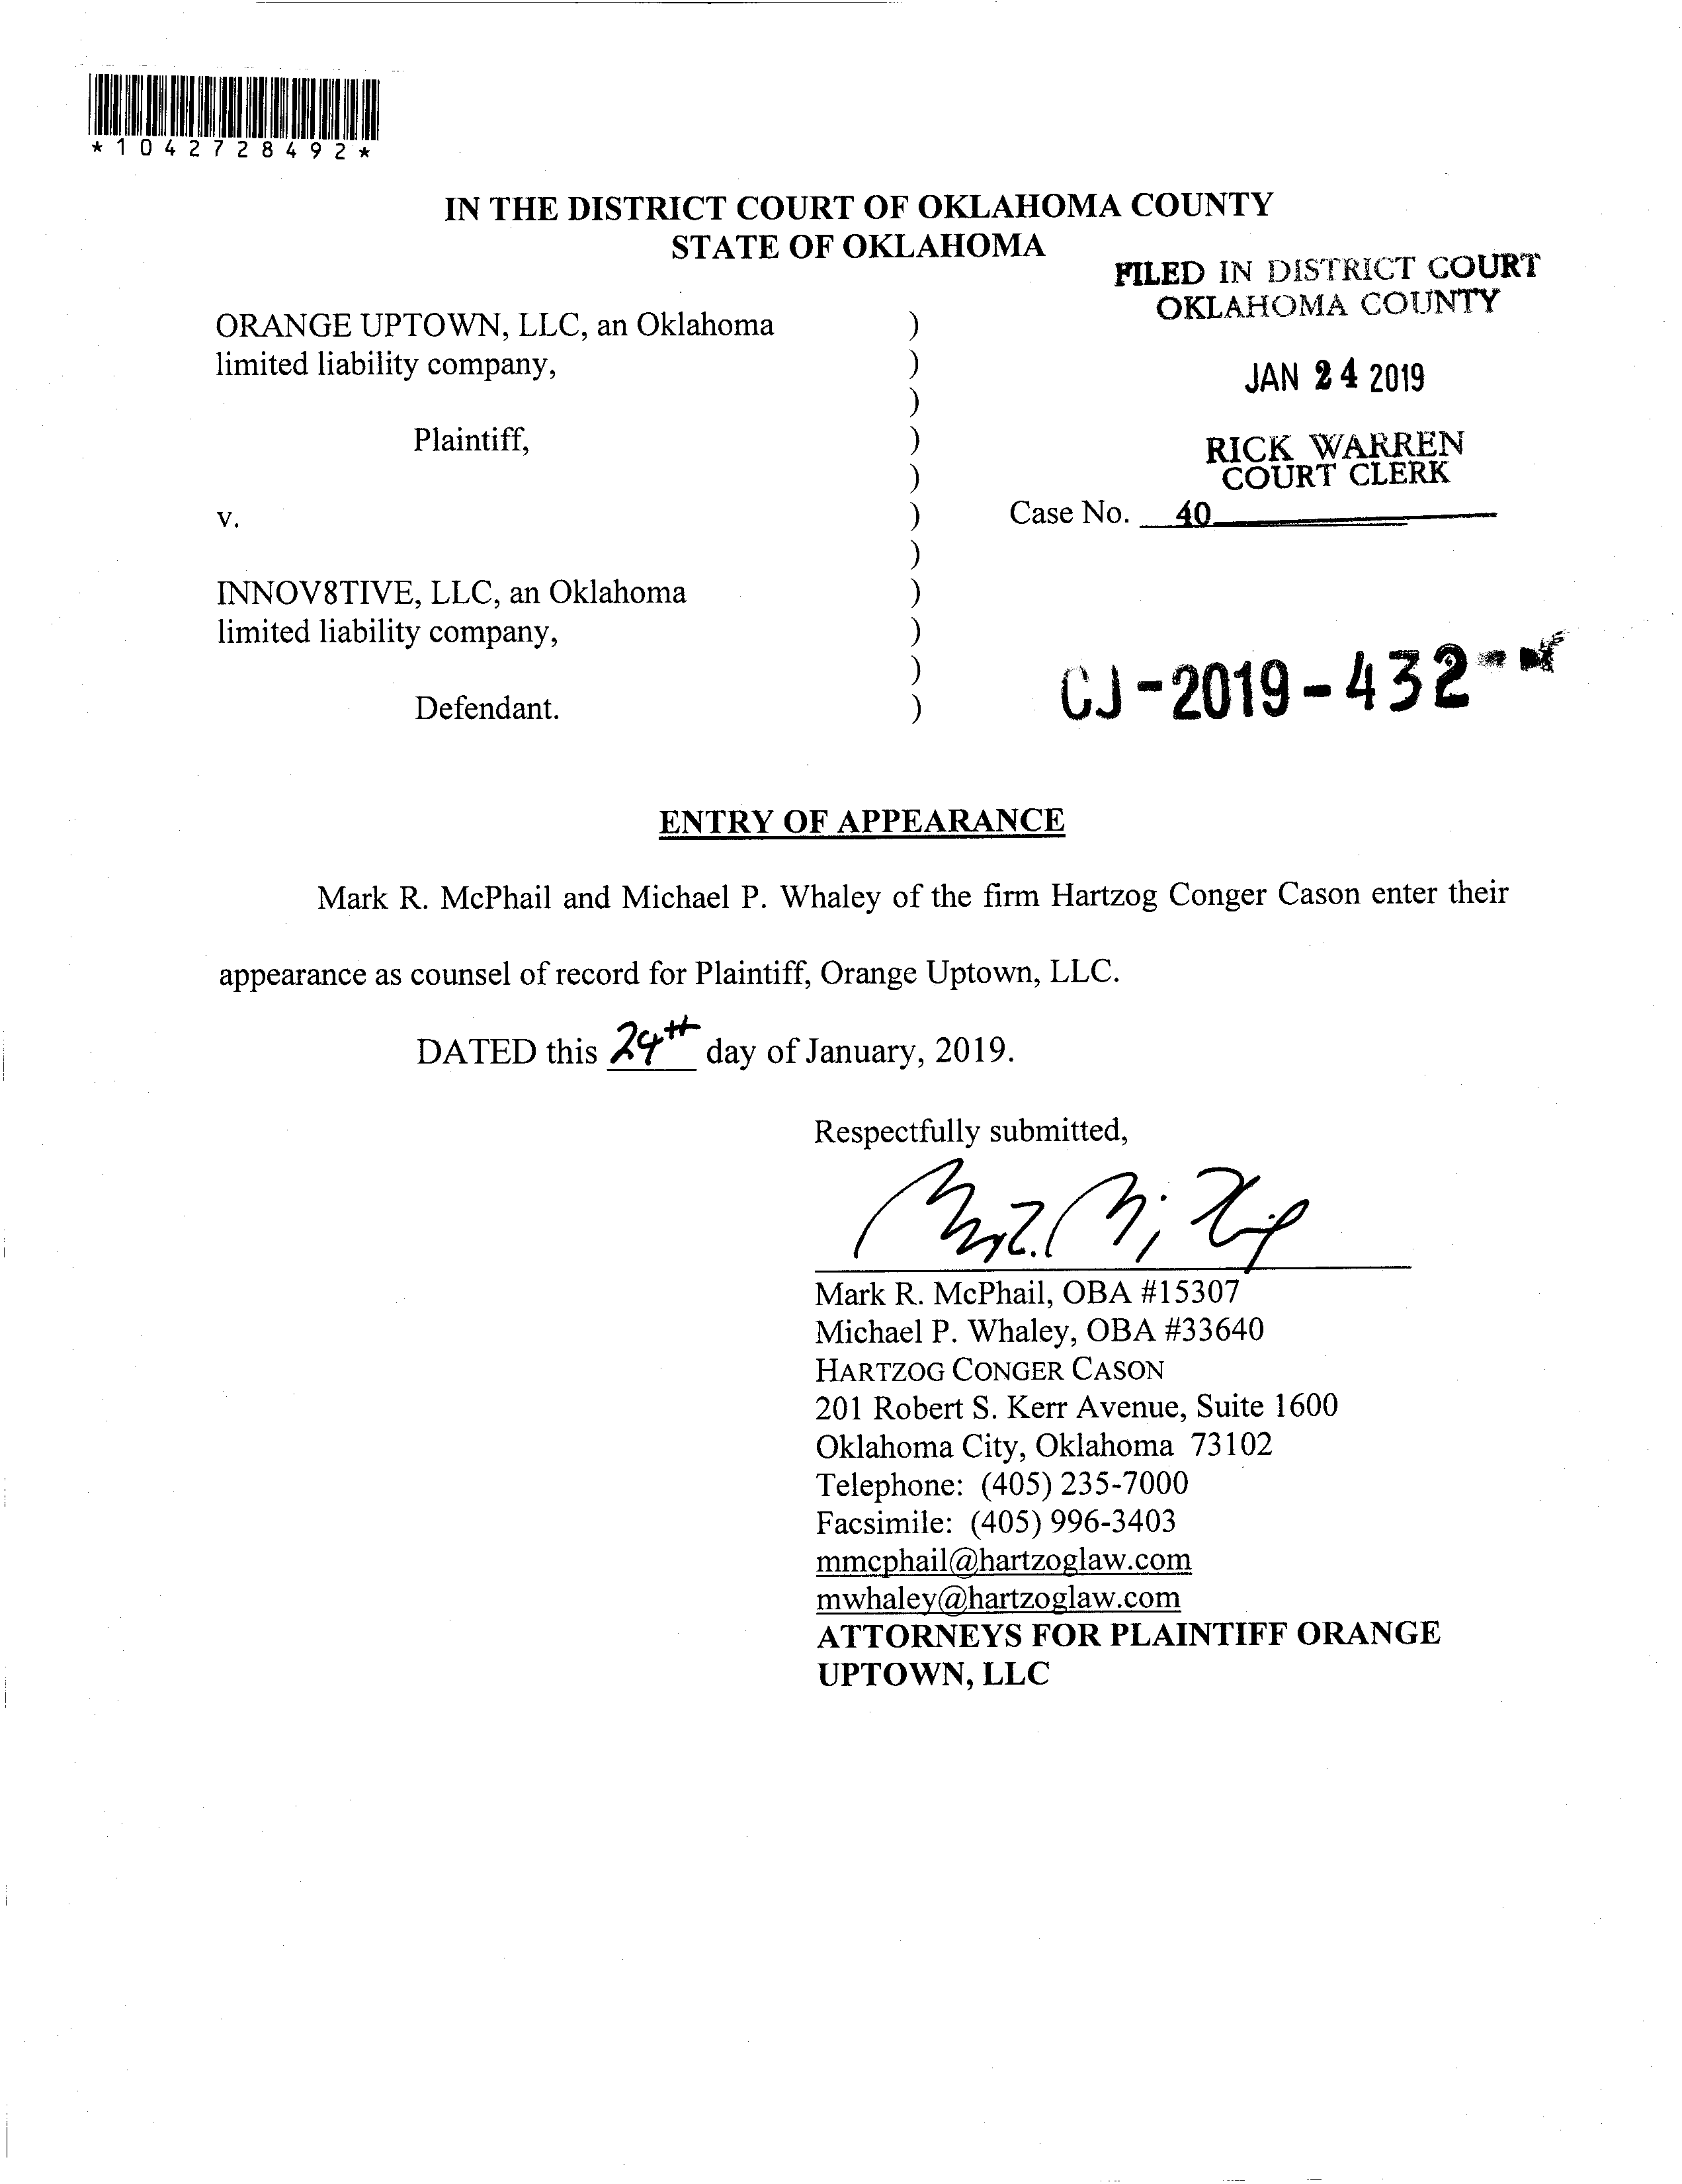 *1042728492*
IN THE DISTRICT COURT OF OKLAHOMA COUNTY
STATE OF OKLAHOMA
FILED IN DISTRICT COURT
OKLAHOMA COUNTY
JAN 24 2019
RICK WARREN
COURT CLERK
40
ORANGE UPTOWN, LLC, an Oklahoma )
limited liability company, )
)
Plaintiff, )
)
v. ) Case No.
)
INNOV8TIVE, LLC, an Oklahoma )
limited liability company, )
)
Defendant. )
CJ-2019-432
ENTRY OF APPEARANCE
Mark R. McPhail and Michael P. Whaley of the firm Hartzog Conger Cason enter their
appearance as counsel of record for Plaintiff, Orange Uptown, LLC.
DATED this 24th day of January, 2019.
Respectfully submitted,
Mark R. McPhail, OBA #15307
Michael P. Whaley, OBA #33640
HARTZOG CONGER CASON
201 Robert S. Kerr Avenue, Suite 1600
Oklahoma City, Oklahoma 73102
Telephone: (405) 235-7000
Facsimile: (405) 996-3403
mmcphail@hartzoglaw.com
mwhaley@hartzoglaw.com
ATTORNEYS FOR PLAINTIFF ORANGE
UPTOWN, LLC